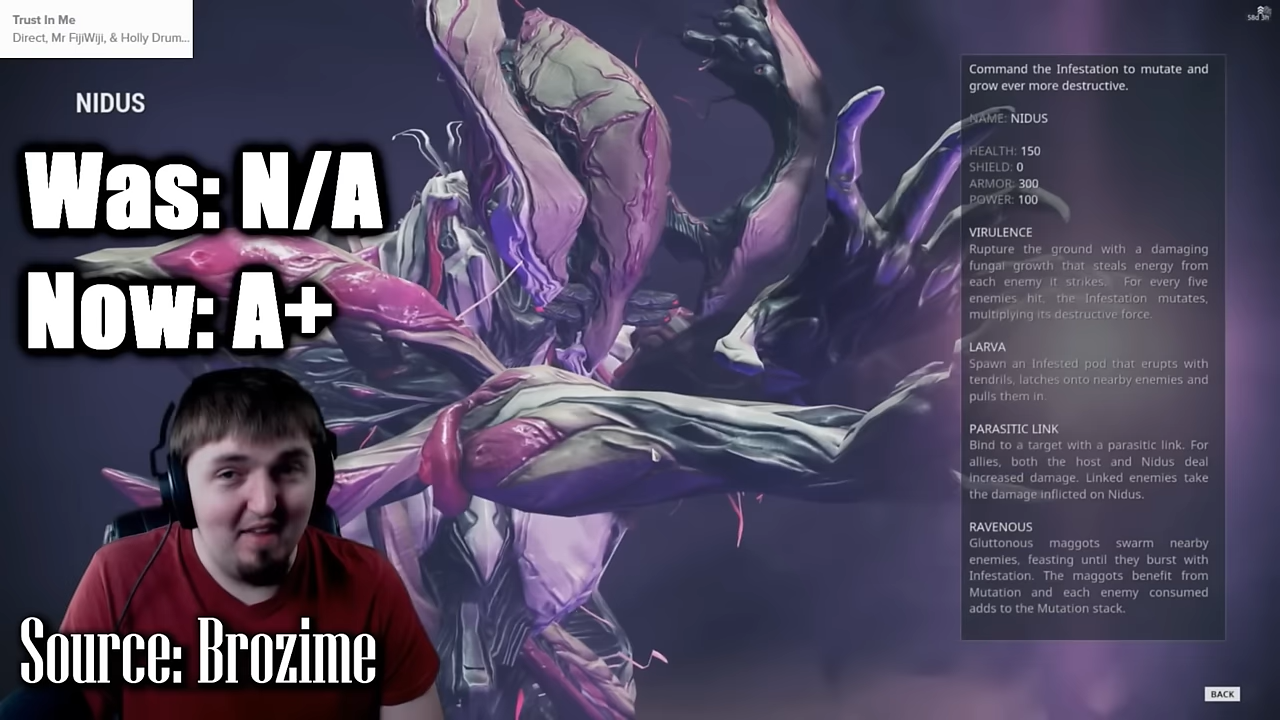 Trust In Me
Direct, Mr FijiWiji, & Holly Drum...
58d 3h
NIDUS
Was: N/A
Now: A+
Source: Brozime
Command the Infestation to mutate and
grow ever more destructive.
NAME: NIDUS
HEALTH: 150
SHIELD: 0
ARMOR: 300
POWER: 100
VIRULENCE
Rupture the ground with a damaging
fungal growth that steals energy from
each enemy it strikes. For every five
enemies hit, the Infestation mutates,
multiplying its destructive force.
LARVA
Spawn an Infested pod that erupts with
tendrils, latches onto nearby enemies and
pulls them in.
PARASITIC LINK
Bind to a target with a parasitic link. For
allies, both the host and Nidus deal
increased damage. Linked enemies take
the damage inflicted on Nidus.
RAVENOUS
Gluttonous maggots swarm nearby
enemies, feasting until they burst with
Infestation. The maggots benefit from
Mutation and each enemy consumed
adds to the Mutation stack.
BACK